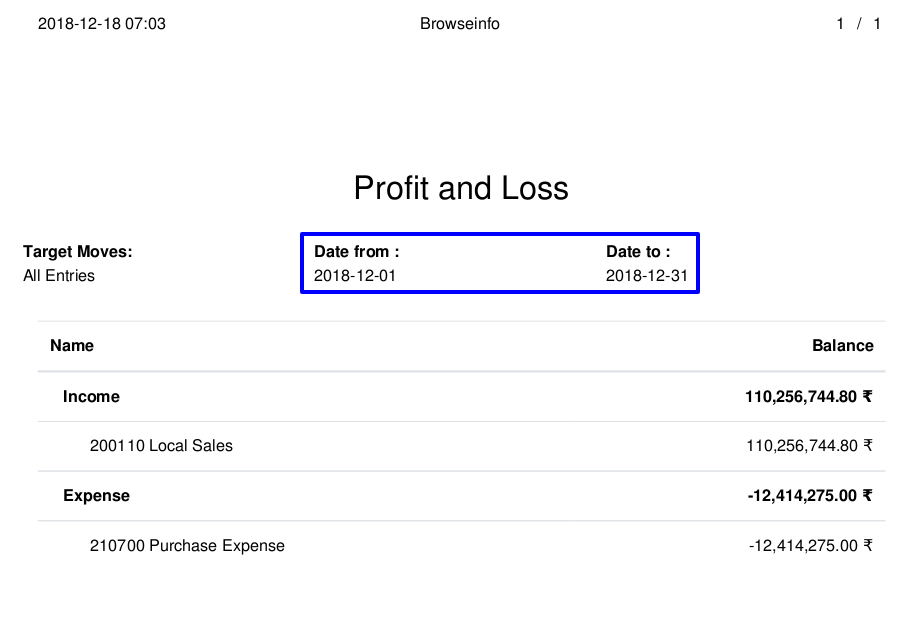 2018-12-18 07:03 Browseinfo 1 / 1
Profit and Loss
Target Moves: Date from : Date to :
All Entries 2018-12-01 2018-12-31
Name Balance
Income 110,256,744.80 ₹
200110 Local Sales 110,256,744.80 ₹
Expense -12,414,275.00 ₹
210700 Purchase Expense -12,414,275.00 ₹